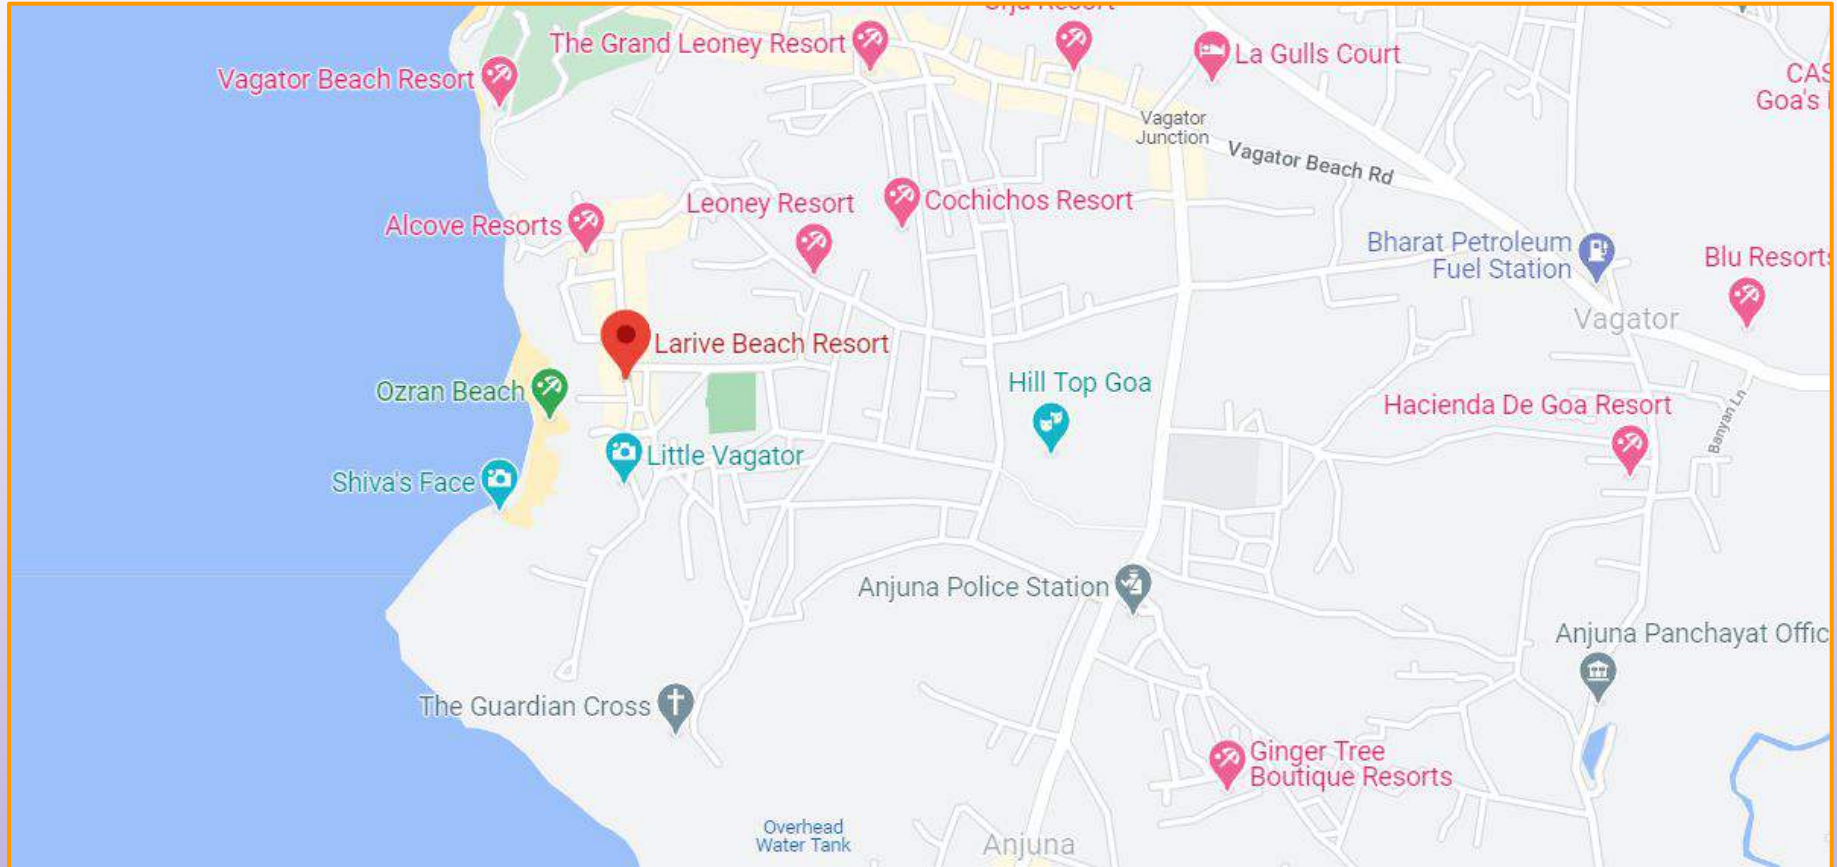 The Grand Leoney Resort
La Gulls Court
Vagator Beach Resort
CAS
Goa's
Vagator
Junction
Vagator Beach Rd
Leoney Resort
Cochichos Resort
Alcove Resorts
Bharat Petroleum
Fuel Station
Blu Resorts
Vagator
Larive Beach Resort
Ozran Beach
Hill Top Goa
Hacienda De Goa Resort
Banyan Ln
Little Vagator
Shiva's Face
Anjuna Police Station
Anjuna Panchayat Offic
The Guardian Cross
Ginger Tree
Boutique Resorts
Overhead
Water Tank
Anjuna